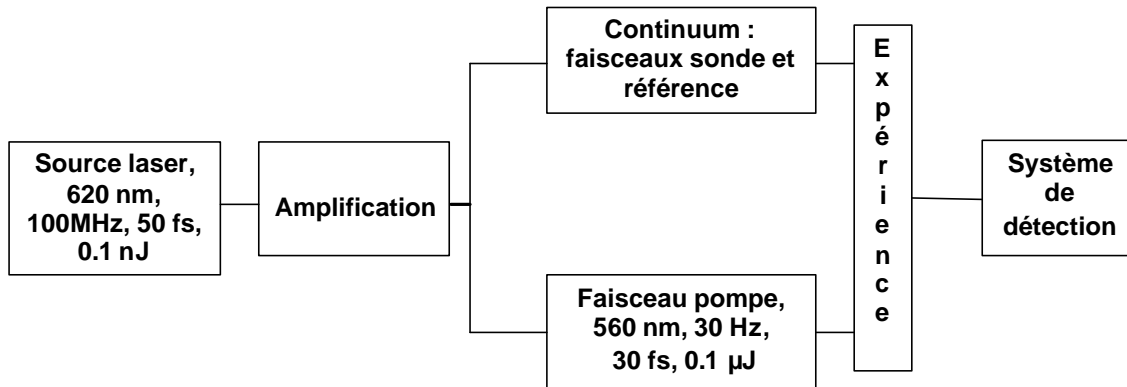 Source laser,
620 nm,
100MHz, 50 fs,
0.1 nJ
Amplification
Continuum :
faisceaux sonde et
référence
Faisceau pompe,
560 nm, 30 Hz,
30 fs, 0.1 µJ
E
x
p
é
r
i
e
n
c
e
Système
de
détection